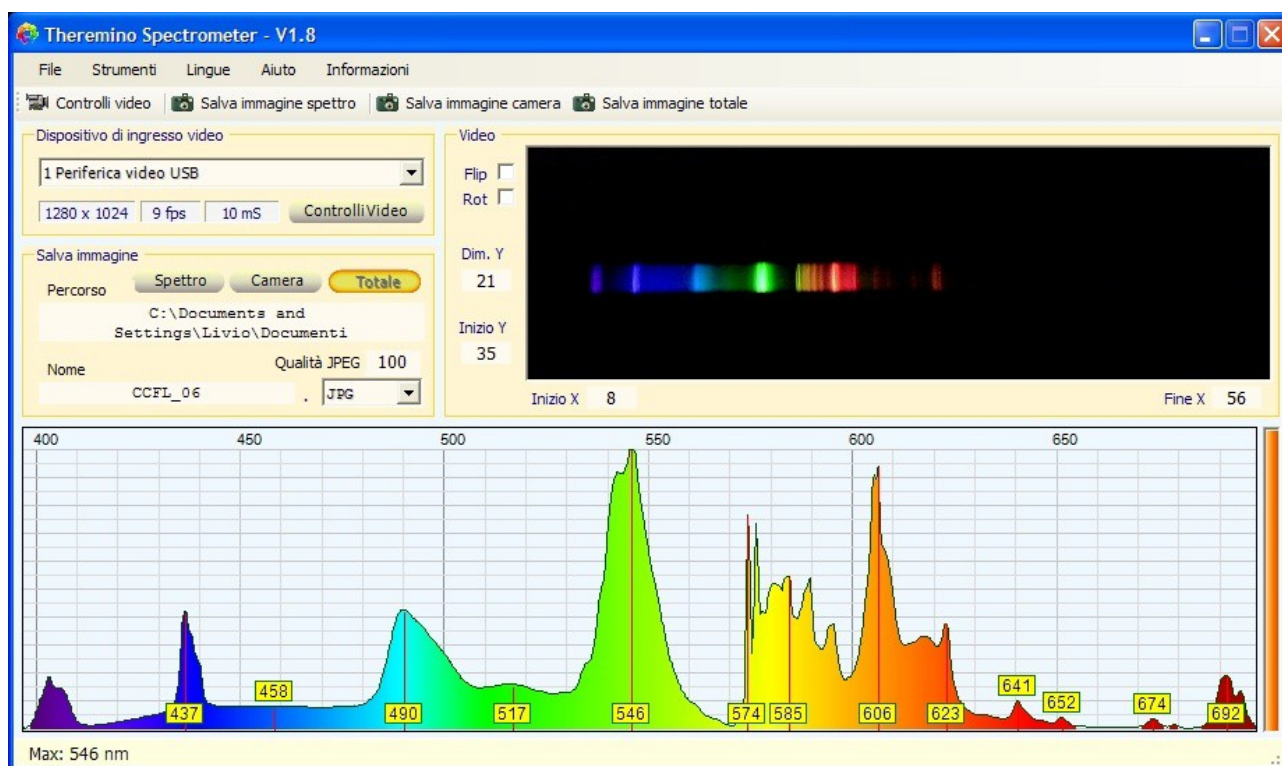 Theremino Spectrometer - V1.8
File Strumenti Lingue Aiuto Informazioni
Controlli video Salva immagine spettro Salva immagine camera Salva immagine totale
Dispositivo di ingresso video
1 Periferica video USB
1280 x 1024 9 fps 10 mS ControlliVideo
Salva immagine
Spettro Camera Totale
Percorso
C:\Documents and
Settings\Livio\Documenti
Qualità JPEG 100
Nome
CCFL_06 . JPG
Video
Flip
Rot
Dim. Y
21
Inizio Y
35
Inizio X 8 Fine X 56
400 450 500 550 600 650
437 458 490 517 546 574 585 606 623 641 652 674 692
Max: 546 nm